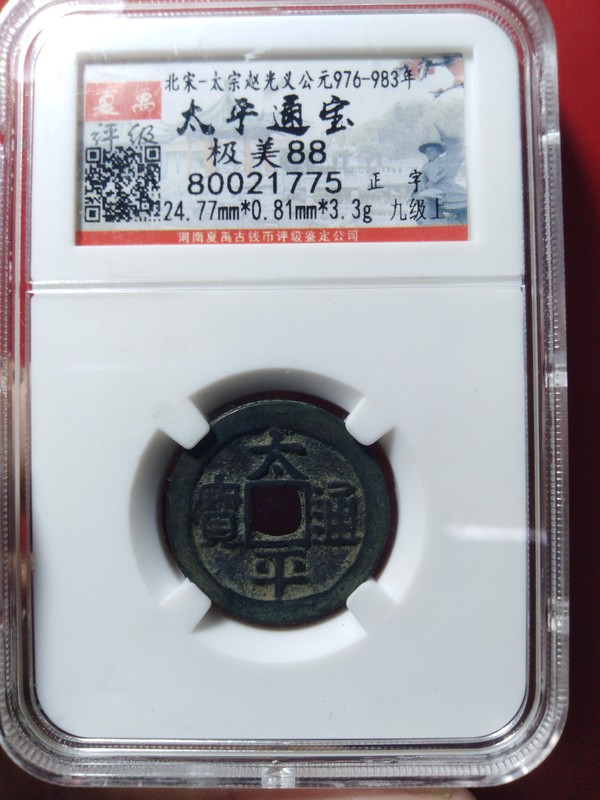 北宋-太宗赵光义公元976-983年
夏禹
评级
太平通宝
极美88
80021775 正字
24.77mm*0.81mm*3.3g 九级上
河南夏禹古钱币评级鉴定公司
太平
通寳